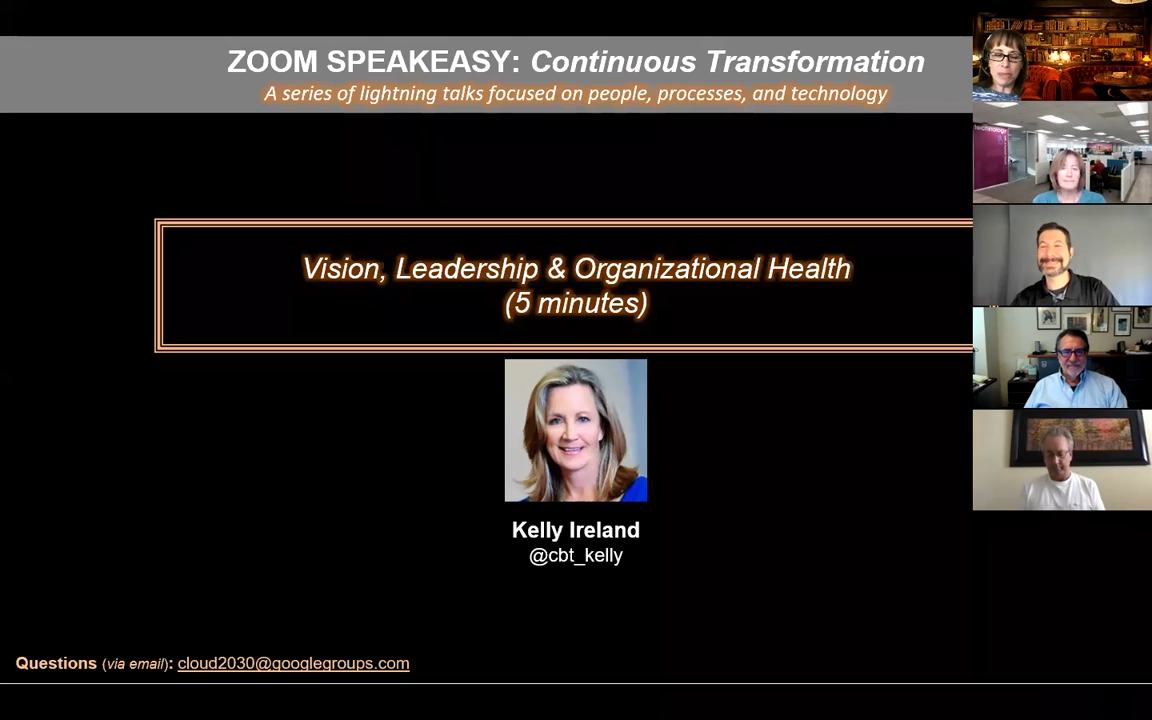 ZOOM SPEAKEASY: Continuous Transformation
A series of lightning talks focused on people, processes, and technology
Vision, Leadership & Organizational Health
(5 minutes)
Kelly Ireland
@cbt_kelly
Questions (via email): cloud2030@googlegroups.com
technology